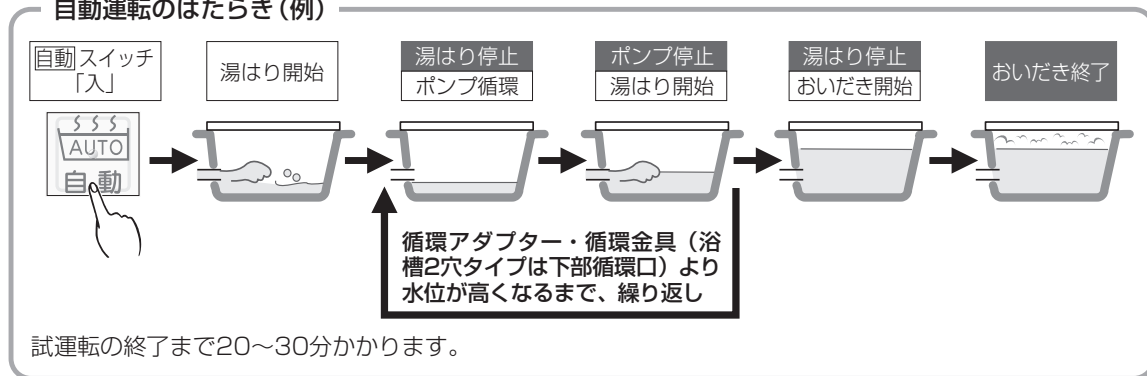 自動運転のはたらき（例）
自動スイッチ
「入」
湯はり開始
湯はり停止
ポンプ循環
ポンプ停止
湯はり開始
湯はり停止
おいだき開始
おいだき終了
AUTO
自動
循環アダプター・循環金具（浴
槽2穴タイプは下部循環口）より
水位が高くなるまで、繰り返し
試運転の終了まで20～30分かかります。